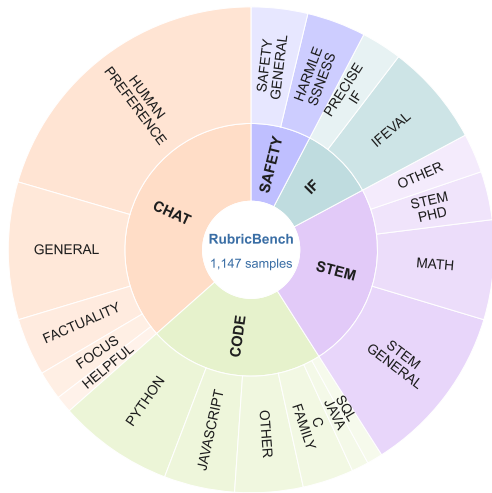 RubricBench
1,147 samples
SAFETY
IF
STEM
CODE
CHAT
SAFETY
GENERAL
HARMLE
SSNESS
PRECISE
IF
IFEVAL
OTHER
STEM
PHD
MATH
STEM
GENERAL
SQL
JAVA
C
FAMILY
OTHER
JAVASCRIPT
PYTHON
HELPFUL
FOCUS
FACTUALITY
GENERAL
HUMAN
PREFERENCE